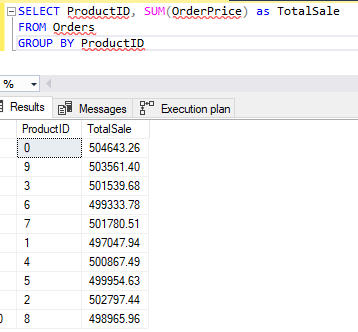 SELECT ProductID, SUM(OrderPrice) as TotalSale
FROM Orders
GROUP BY ProductID
%
Results Messages Execution plan
ProductID TotalSale
0 504643.26
9 503561.40
3 501539.68
6 499333.78
7 501780.51
1 497047.94
4 500867.49
5 499954.63
2 502797.44
0 8 498965.96